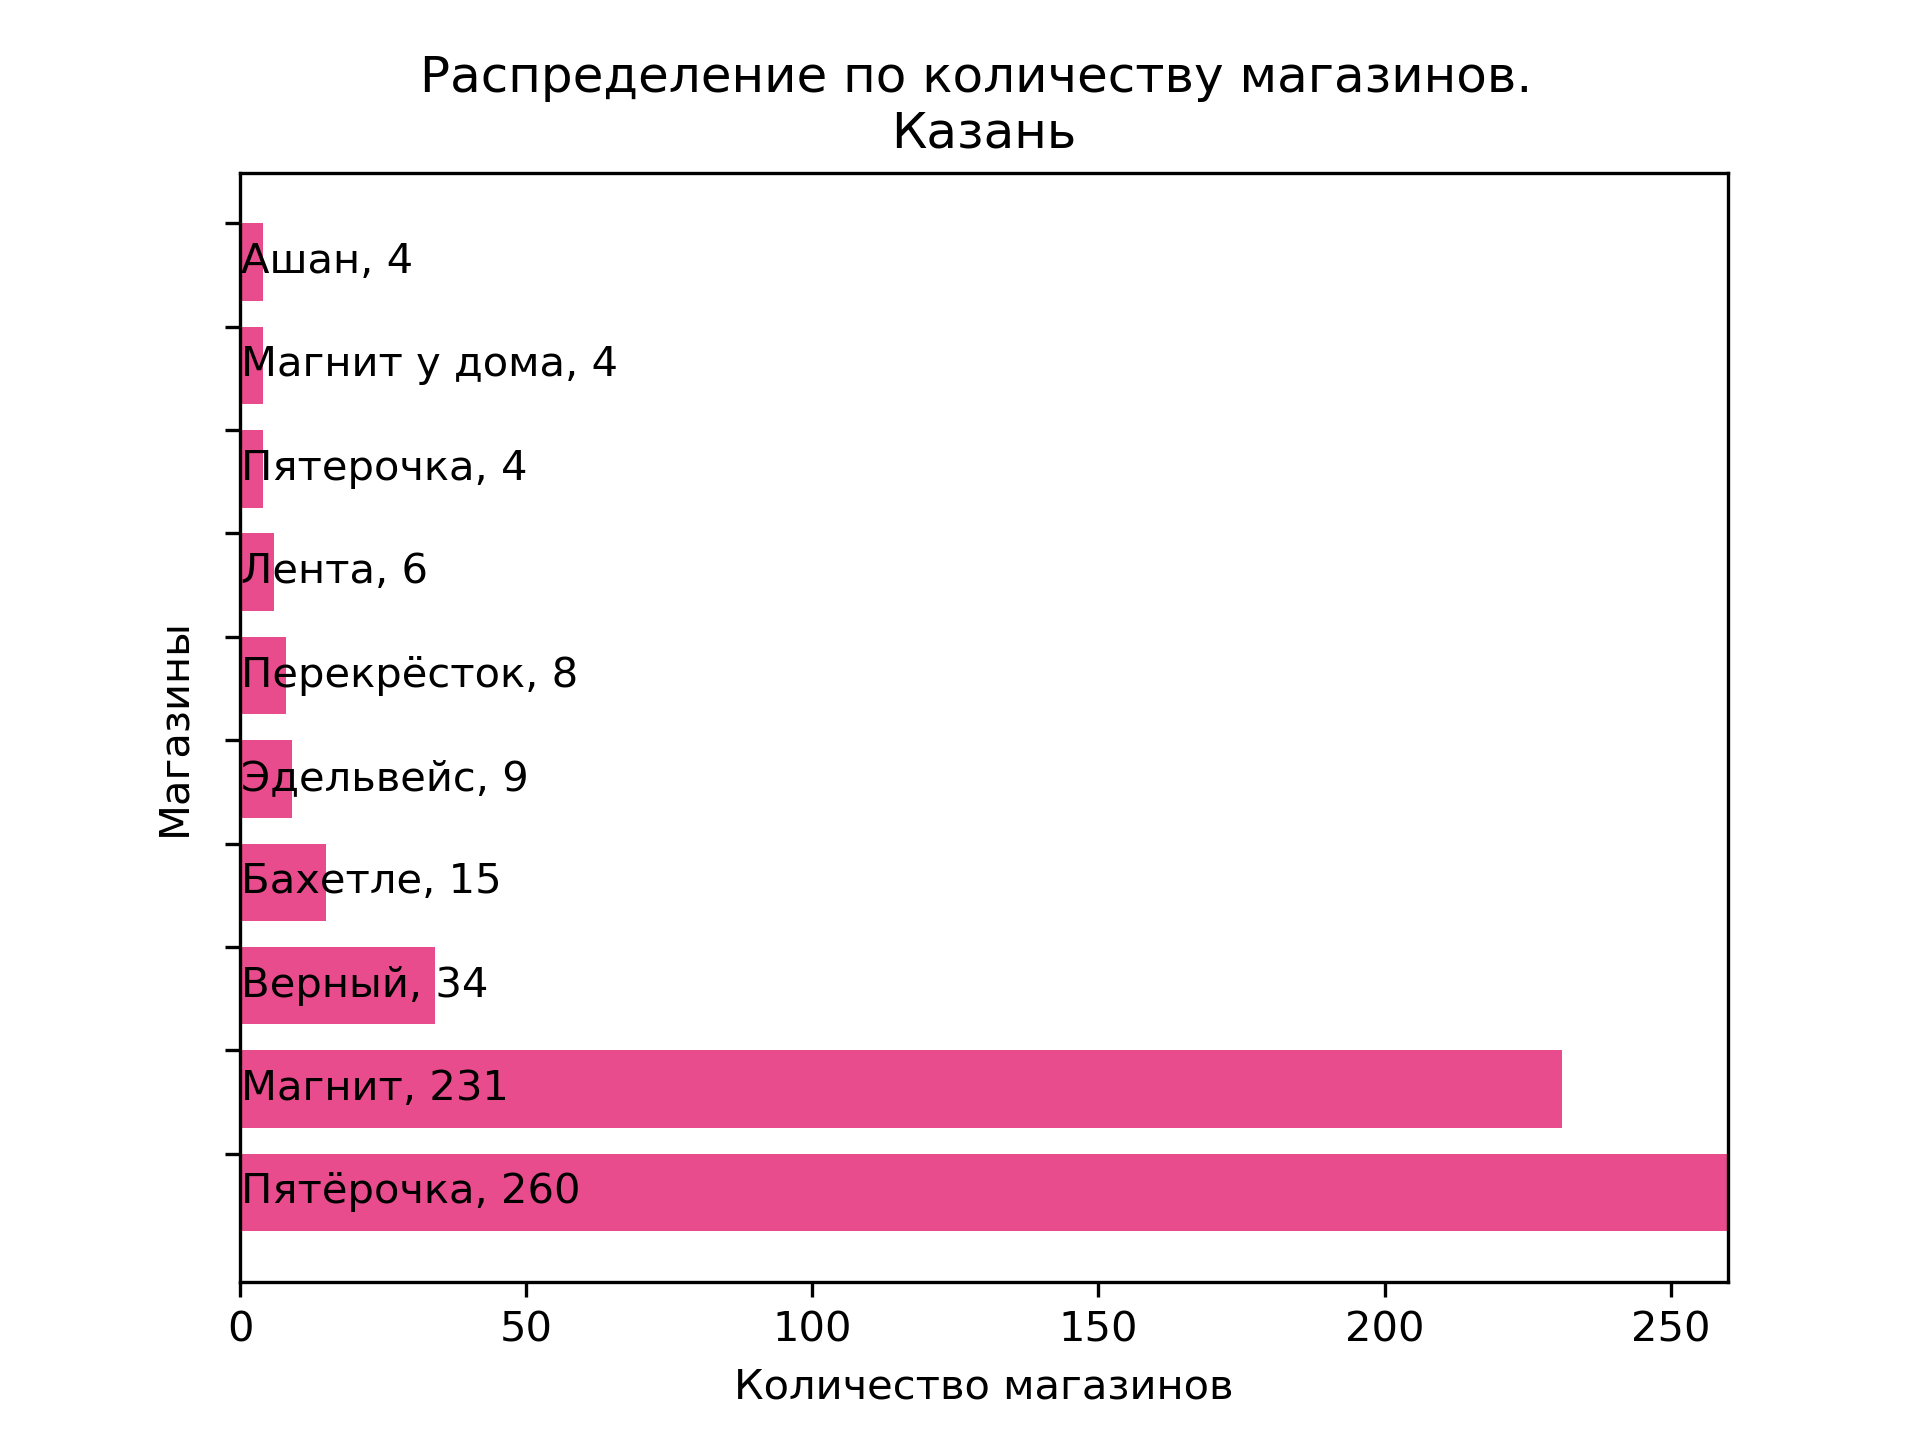 Распределение по количеству магазинов.
Казань
Ашан, 4
Магнит у дома, 4
Пятерочка, 4
Лента, 6
Перекрёсток, 8
Эдельвейс, 9
Бахетле, 15
Верный, 34
Магнит, 231
Пятёрочка, 260
Магазины
0 50 100 150 200 250
Количество магазинов